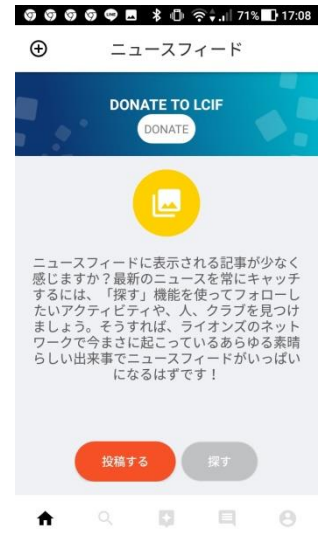 71% 17:08
ニュースフィード
DONATE TO LCIF
DONATE
ニュースフィードに表示される記事が少なく
感じますか？最新のニュースを常にキャッチ
するには、「探す」機能を使ってフォローし
たいアクティビティや、人、クラブを見つけ
ましょう。そうすれば、ライオンズのネット
ワークで今まさに起こっているあらゆる素晴
らしい出来事でニュースフィードがいっぱい
になるはずです！
投稿する 探す